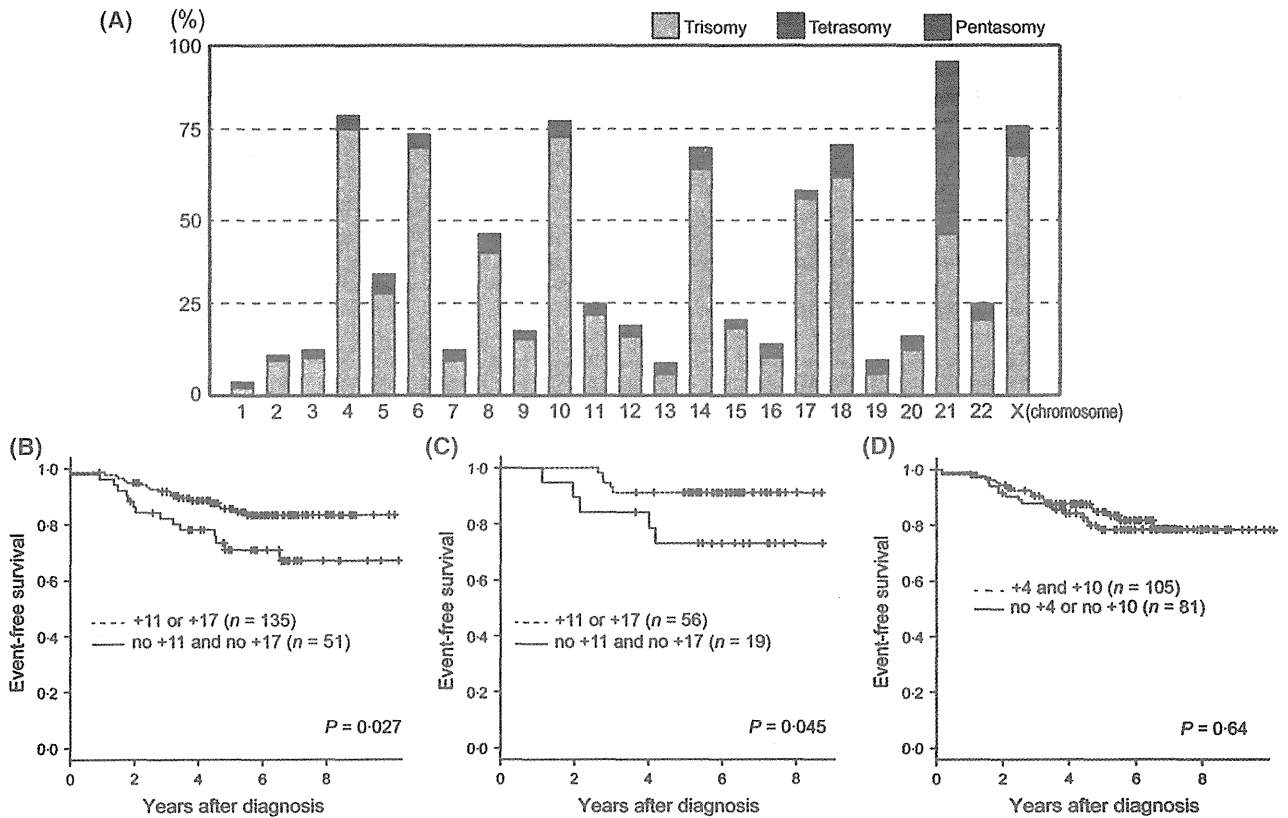 (A) (%)
Trisomy Tetrasomy Pentasomy
100
75
50
25
0
1 2 3 4 5 6 7 8 9 10 11 12 13 14 15 16 17 18 19 20 21 22 X (chromosome)
(B)
Event-free survival
1·0
0·8
0·6
0·4
0·2
0·0
+11 or +17 (n = 135)
no +11 and no +17 (n = 51)
P = 0·027
0 2 4 6 8
Years after diagnosis
(C)
Event-free survival
1·0
0·8
0·6
0·4
0·2
0·0
+11 or +17 (n = 56)
no +11 and no +17 (n = 19)
P = 0·045
0 2 4 6 8
Years after diagnosis
(D)
Event-free survival
1·0
0·8
0·6
0·4
0·2
0·0
+4 and +10 (n = 105)
no +4 or no +10 (n = 81)
P = 0·64
0 2 4 6 8
Years after diagnosis